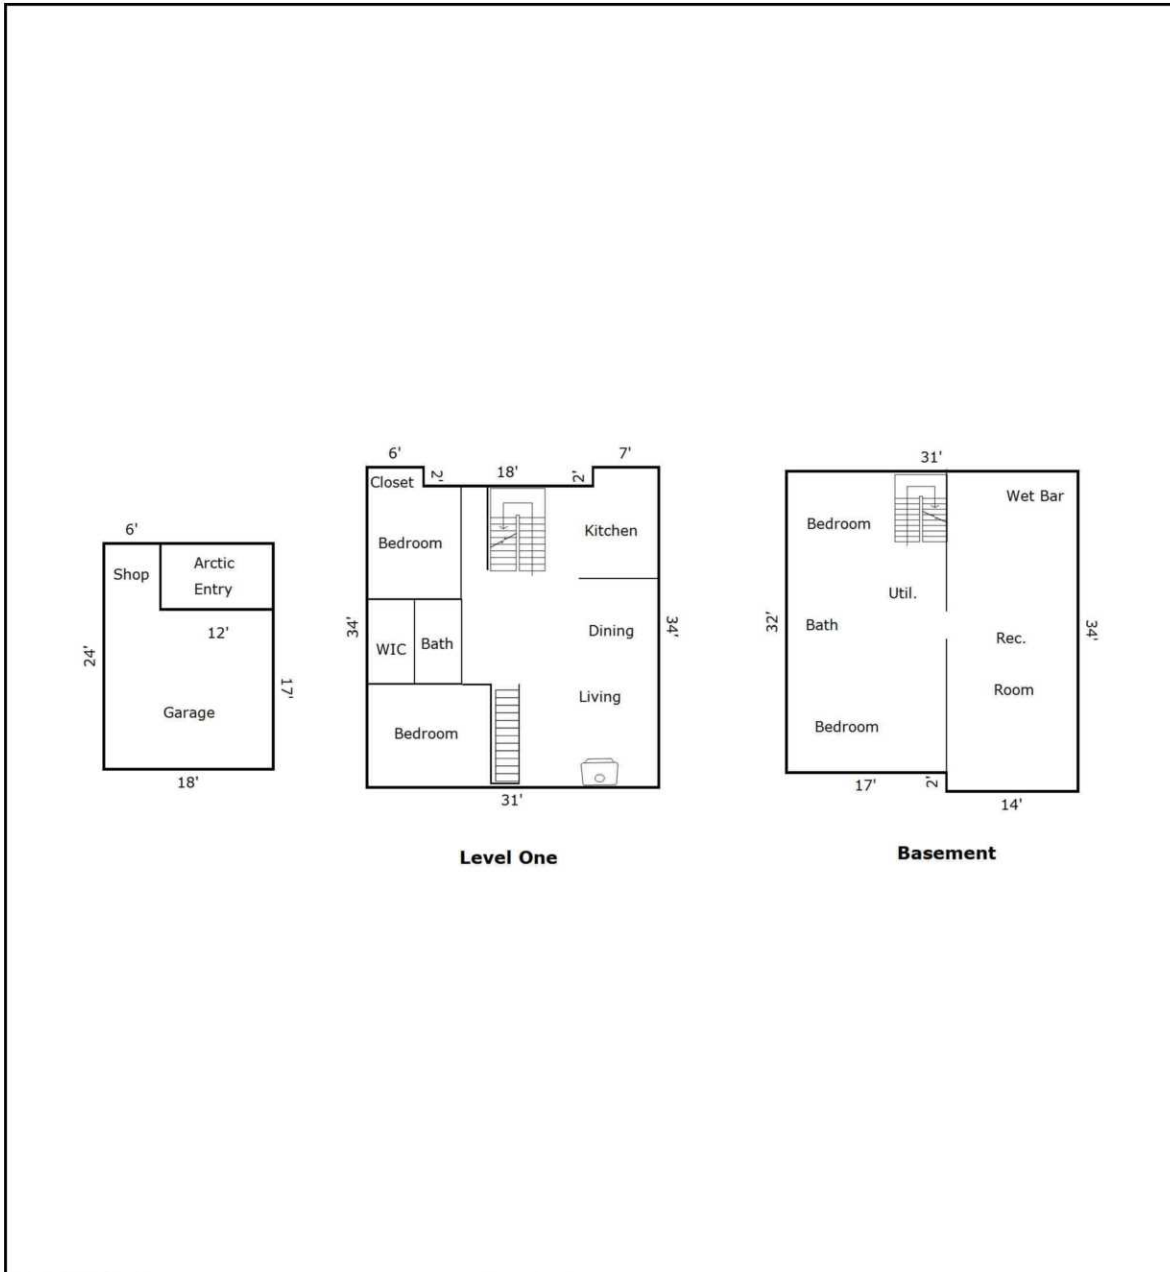 6'
Shop
Arctic
Entry
12'
24'
17'
Garage
18'
6'
2'
18'
2'
7'
Closet
Kitchen
Bedroom
34'
WIC
Bath
Dining
34'
Living
Bedroom
31'
Level One
31'
Wet Bar
Bedroom
Util.
32'
Bath
Rec.
34'
Room
Bedroom
17'
2'
14'
Basement